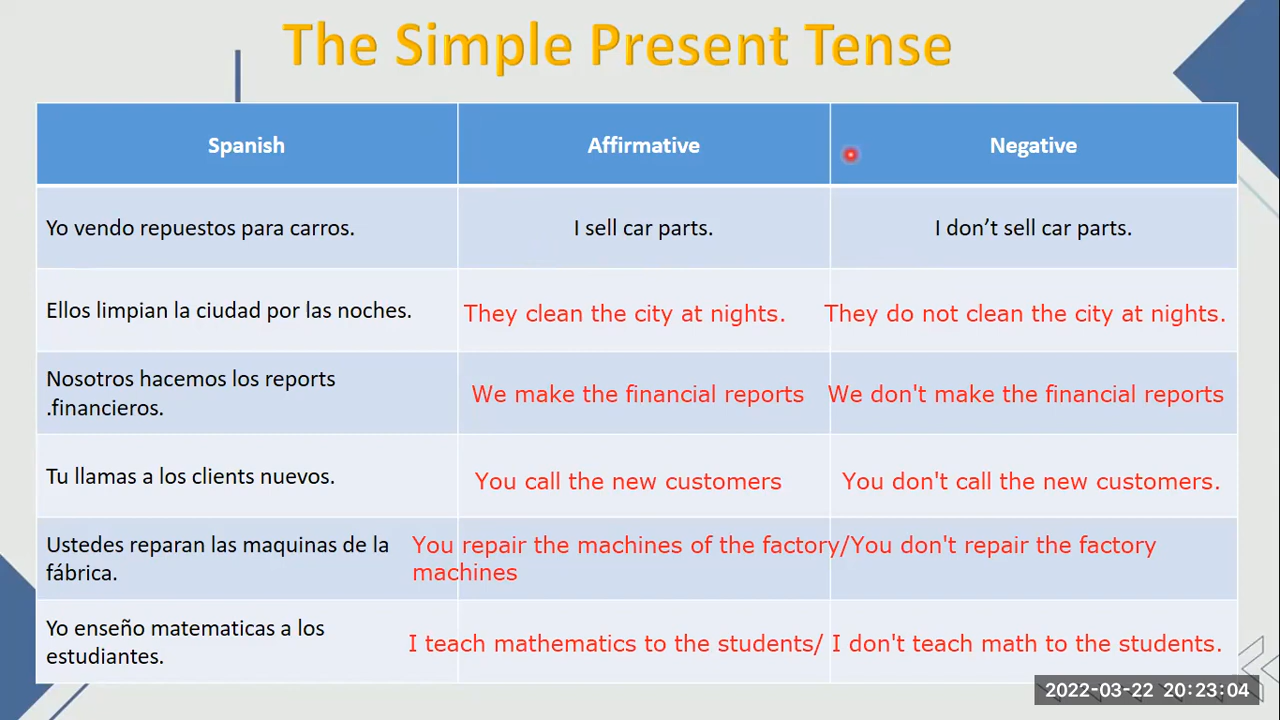 The Simple Present Tense
Spanish Affirmative Negative
Yo vendo repuestos para carros. I sell car parts. I don’t sell car parts.
Ellos limpian la ciudad por las noches. They clean the city at nights. They do not clean the city at nights.
Nosotros hacemos los reports
.financieros. We make the financial reports We don't make the financial reports
Tu llamas a los clients nuevos. You call the new customers You don't call the new customers.
Ustedes reparan las maquinas de la
fábrica. You repair the machines of the factory/You don't repair the factory
machines
Yo enseño matematicas a los
estudiantes. I teach mathematics to the students/ I don't teach math to the students.
2022-03-22 20:23:04